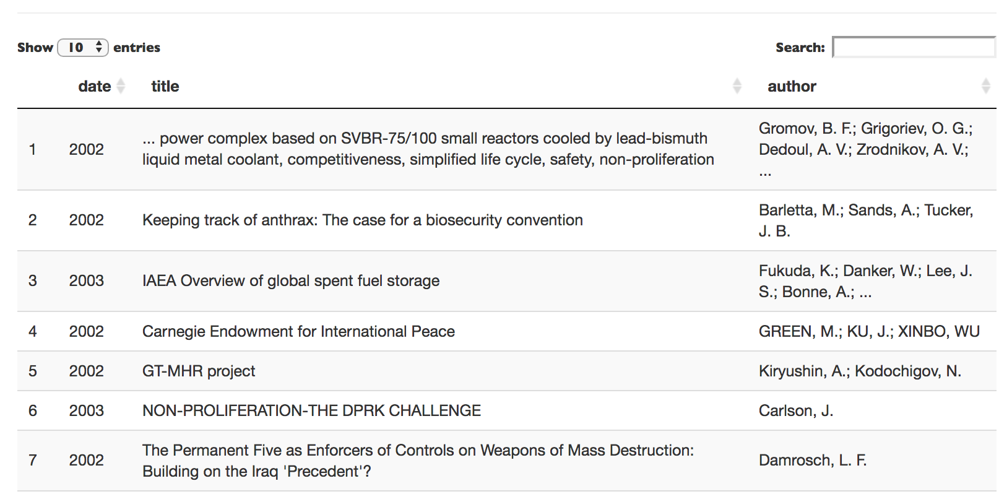 Show 10 entries Search:
date title author
Gromov, B. F.; Grigoriev, O. G.;
1 2002 ... power complex based on SVBR-75/100 small reactors cooled by lead-bismuth Dedoul, A. V.; Zrodnikov, A. V.;
liquid metal coolant, competitiveness, simplified life cycle, safety, non-proliferation ...
2 2002 Keeping track of anthrax: The case for a biosecurity convention Barletta, M.; Sands, A.; Tucker,
J. B.
3 2003 IAEA Overview of global spent fuel storage Fukuda, K.; Danker, W.; Lee, J.
S.; Bonne, A.; ...
4 2002 Carnegie Endowment for International Peace GREEN, M.; KU, J.; XINBO, WU
5 2002 GT-MHR project Kiryushin, A.; Kodochigov, N.
6 2003 NON-PROLIFERATION-THE DPRK CHALLENGE Carlson, J.
7 2002 The Permanent Five as Enforcers of Controls on Weapons of Mass Destruction: Damrosch, L. F.
Building on the Iraq 'Precedent'?